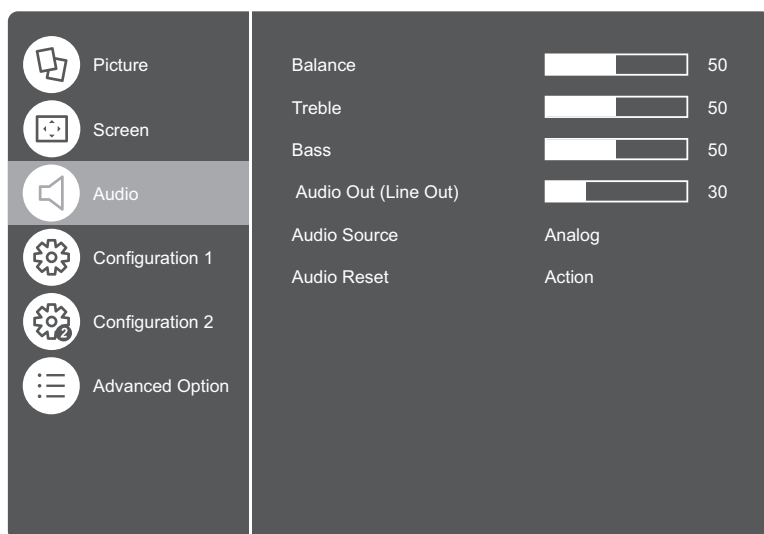 Picture
Screen
Audio
Configuration 1
Configuration 2
2
Advanced Option
Balance 50
Treble 50
Bass 50
Audio Out (Line Out) 30
Audio Source Analog
Audio Reset Action